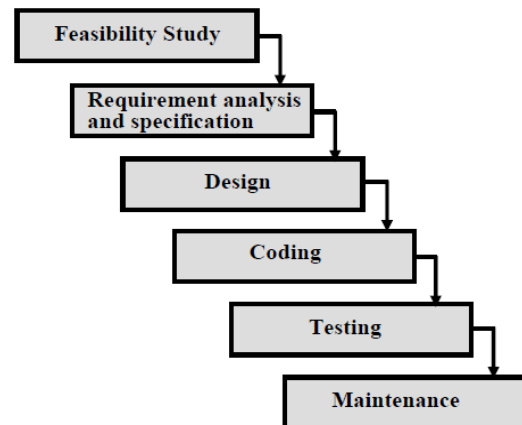 Feasibility Study
Requirement analysis
and specification
Design
Coding
Testing
Maintenance